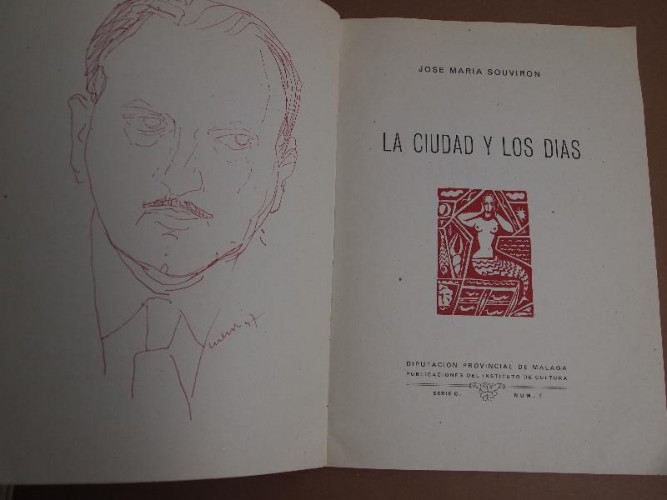 JOSE MARIA SOUVIRON
LA CIUDAD Y LOS DIAS
DIPUTACION PROVINCIAL DE MALAGA
PUBLICACIONES DEL INSTITUTO DE CULTURA
SERIE C. NUM. 1